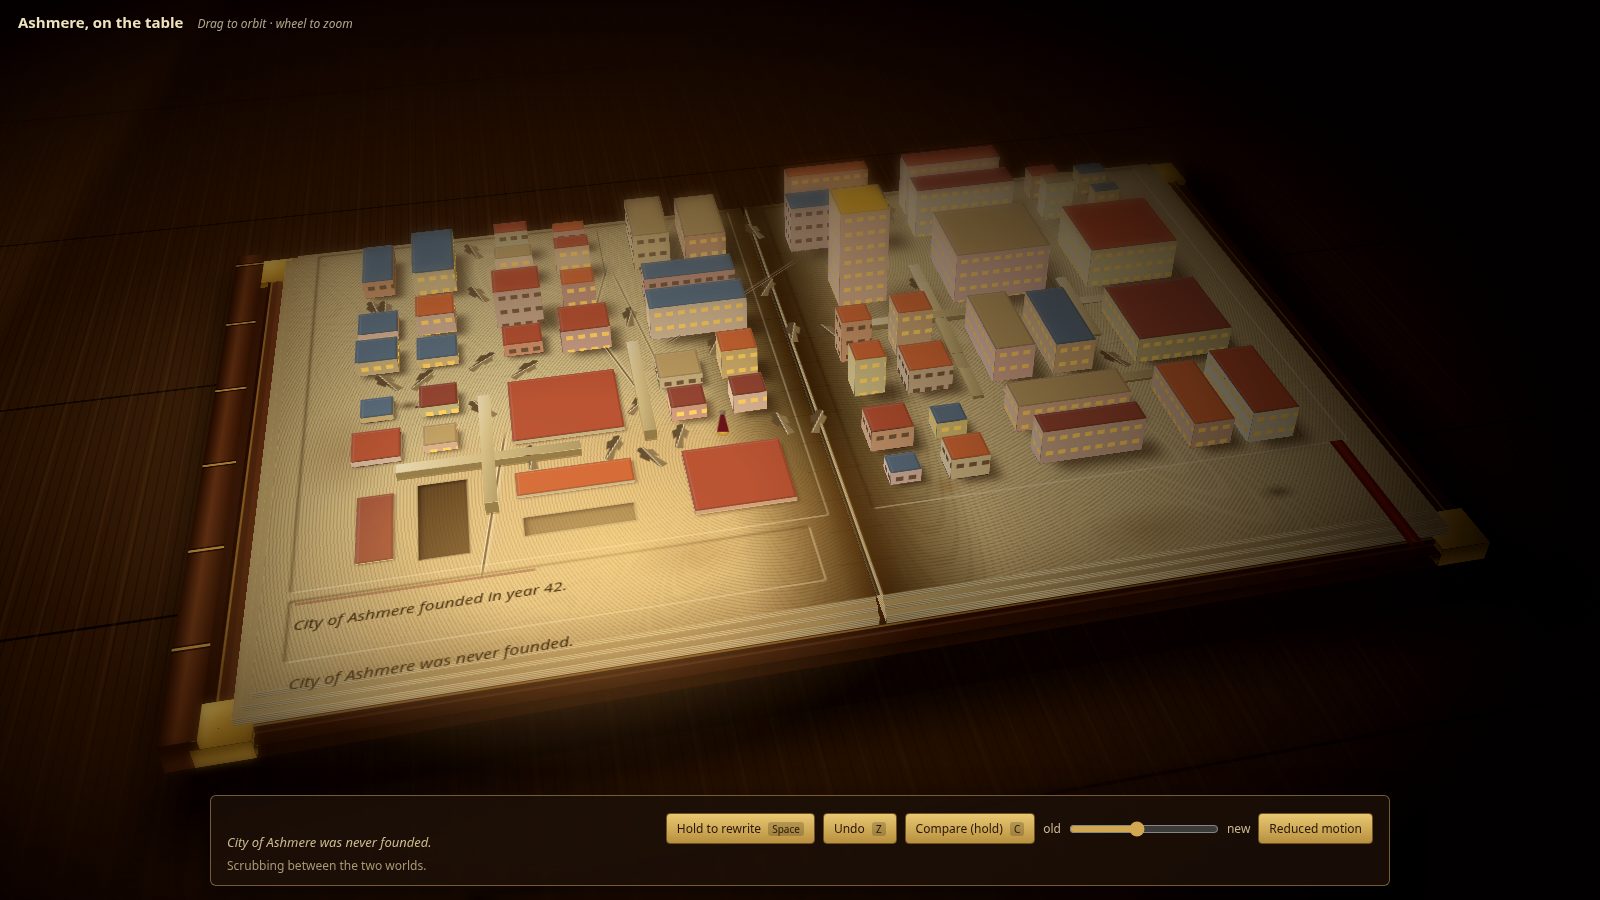 Ashmere, on the table Drag to orbit · wheel to zoom
City of Ashmere founded in year 42.
City of Ashmere was never founded.
Hold to rewrite Space Undo Z Compare (hold) C old new Reduced motion
City of Ashmere was never founded.
Scrubbing between the two worlds.